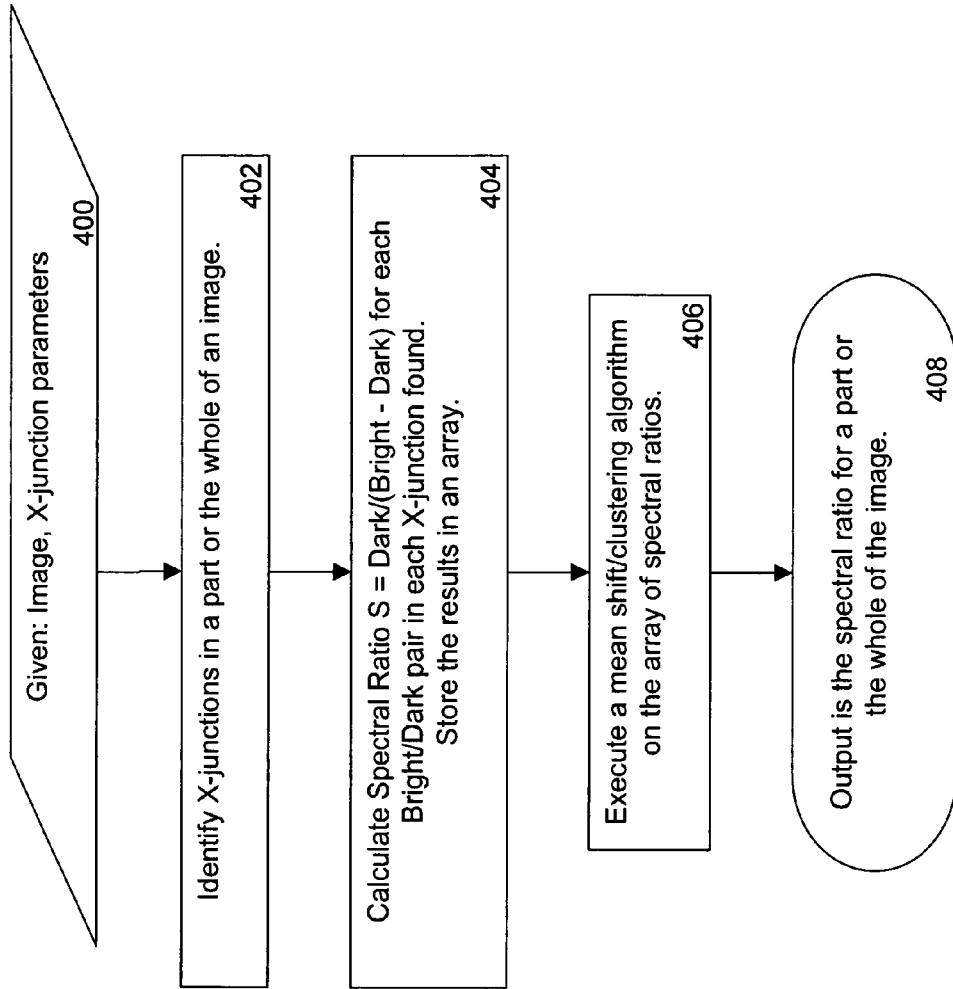 Given: Image, X-junction parameters
400
Identify X-junctions in a part or the whole of an image.
402
Calculate Spectral Ratio S = Dark/(Bright - Dark) for each
Bright/Dark pair in each X-junction found.
Store the results in an array.
404
Execute a mean shift/clustering algorithm
on the array of spectral ratios.
406
Output is the spectral ratio for a part or
the whole of the image.
408